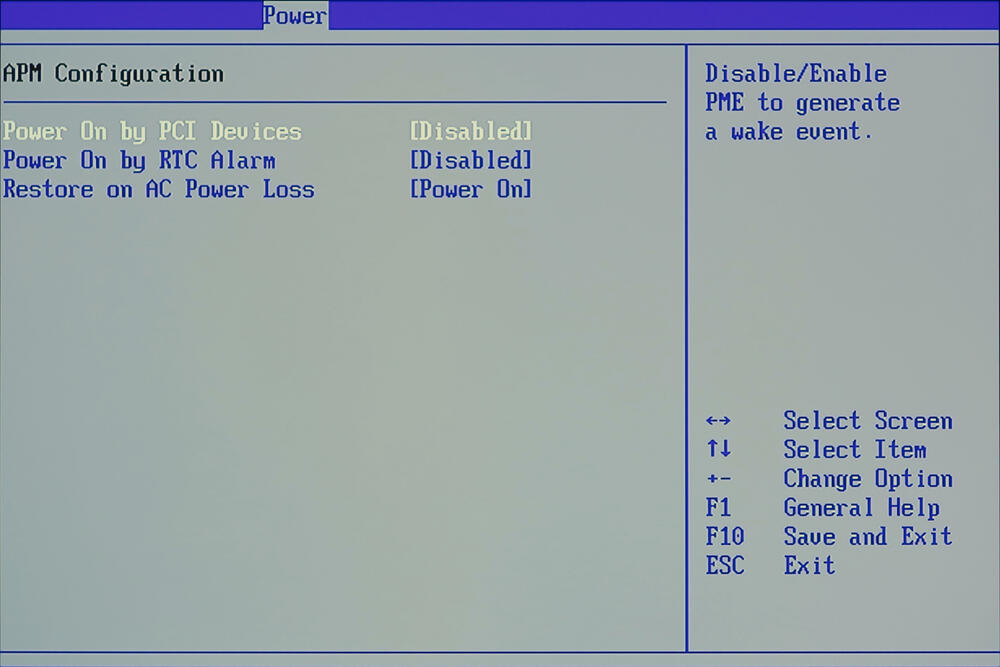 Power
APM Configuration
Power On by PCI Devices [Disabled]
Power On by RTC Alarm [Disabled]
Restore on AC Power Loss [Power On]
Disable/Enable
PME to generate
a wake event.
←→ Select Screen
↑↓ Select Item
+- Change Option
F1 General Help
F10 Save and Exit
ESC Exit